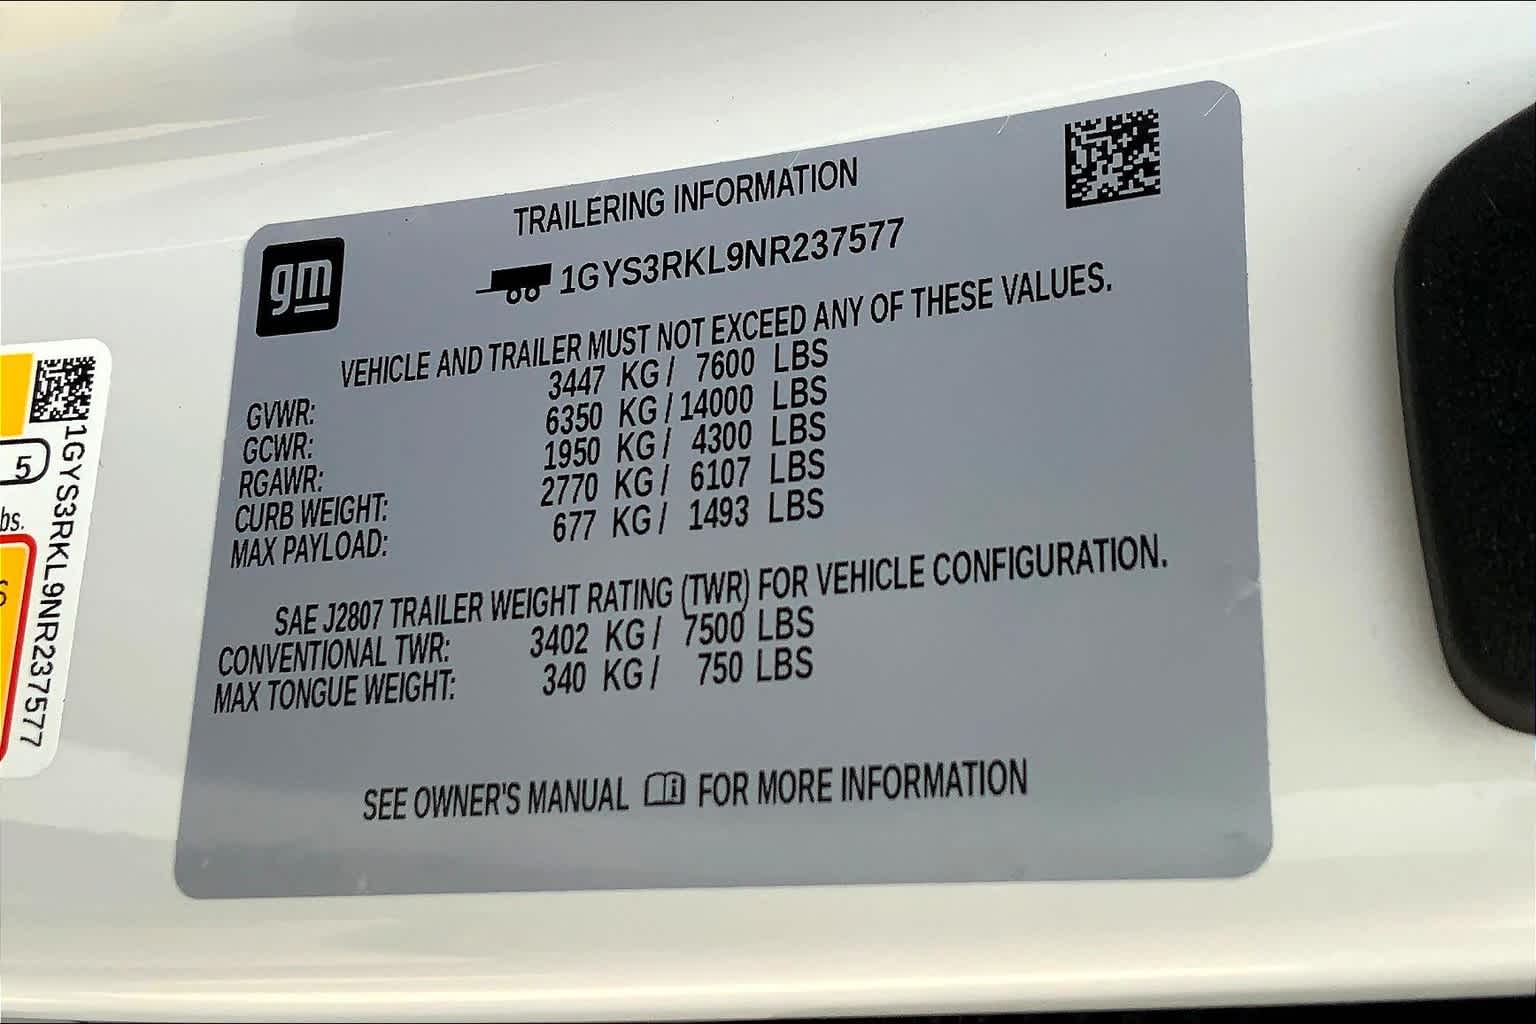 TRAILERING INFORMATION
gm
1GYS3RKL9NR237577
VEHICLE AND TRAILER MUST NOT EXCEED ANY OF THESE VALUES.
GVWR: 3447 KG / 7600 LBS
GCWR: 6350 KG / 14000 LBS
RGAWR: 1950 KG / 4300 LBS
CURB WEIGHT: 2770 KG / 6107 LBS
MAX PAYLOAD: 677 KG / 1493 LBS
SAE J2807 TRAILER WEIGHT RATING (TWR) FOR VEHICLE CONFIGURATION.
CONVENTIONAL TWR: 3402 KG / 7500 LBS
MAX TONGUE WEIGHT: 340 KG / 750 LBS
SEE OWNER'S MANUAL FOR MORE INFORMATION
1GYS3RKL9NR237577
5
bs.